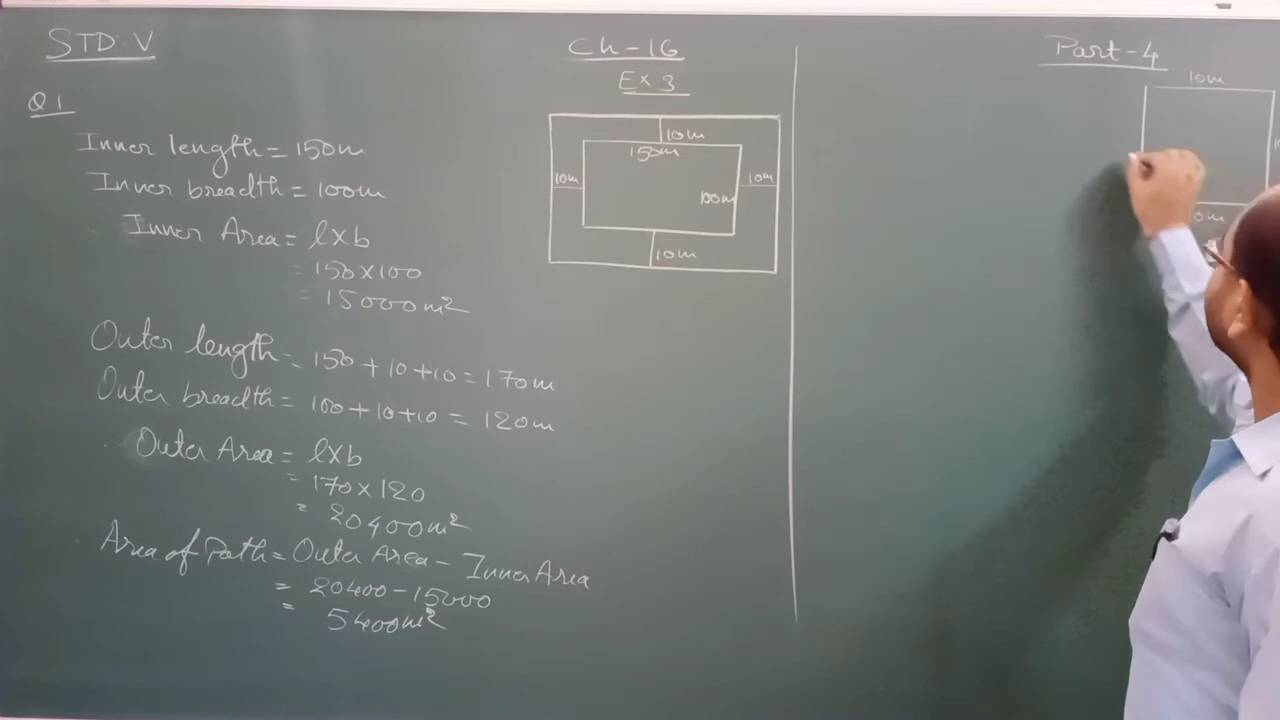 STD: V
Ch-16
Part-4
Ex 3
Q1
Inner length = 150m
Inner breadth = 100m
Inner Area = l×b
= 150×100
= 15000m²
Outer length = 150+10+10 = 170m
Outer breadth = 100+10+10 = 120m
Outer Area = l×b
= 170×120
= 20400m²
Area of Path = Outer Area - Inner Area
= 20400-15000
= 5400m²
10m
150m
10m
10m
100m
10m
10m